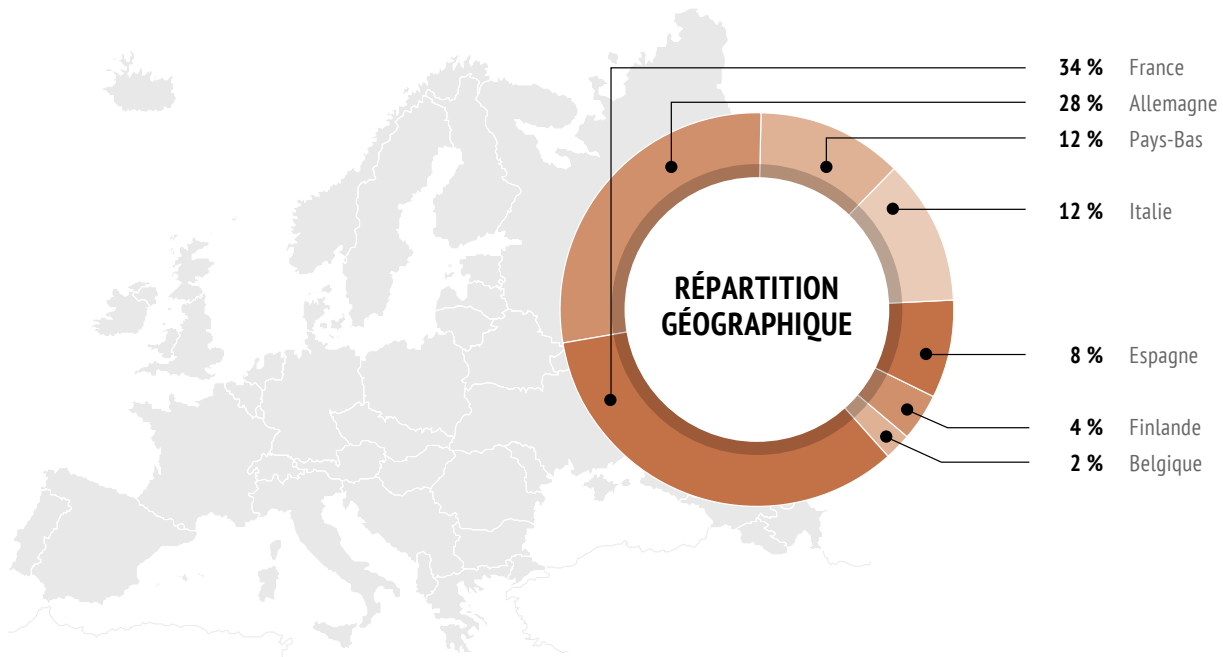 34 % France
28 % Allemagne
12 % Pays-Bas
12 % Italie
RÉPARTITION
GÉOGRAPHIQUE
8 % Espagne
4 % Finlande
2 % Belgique